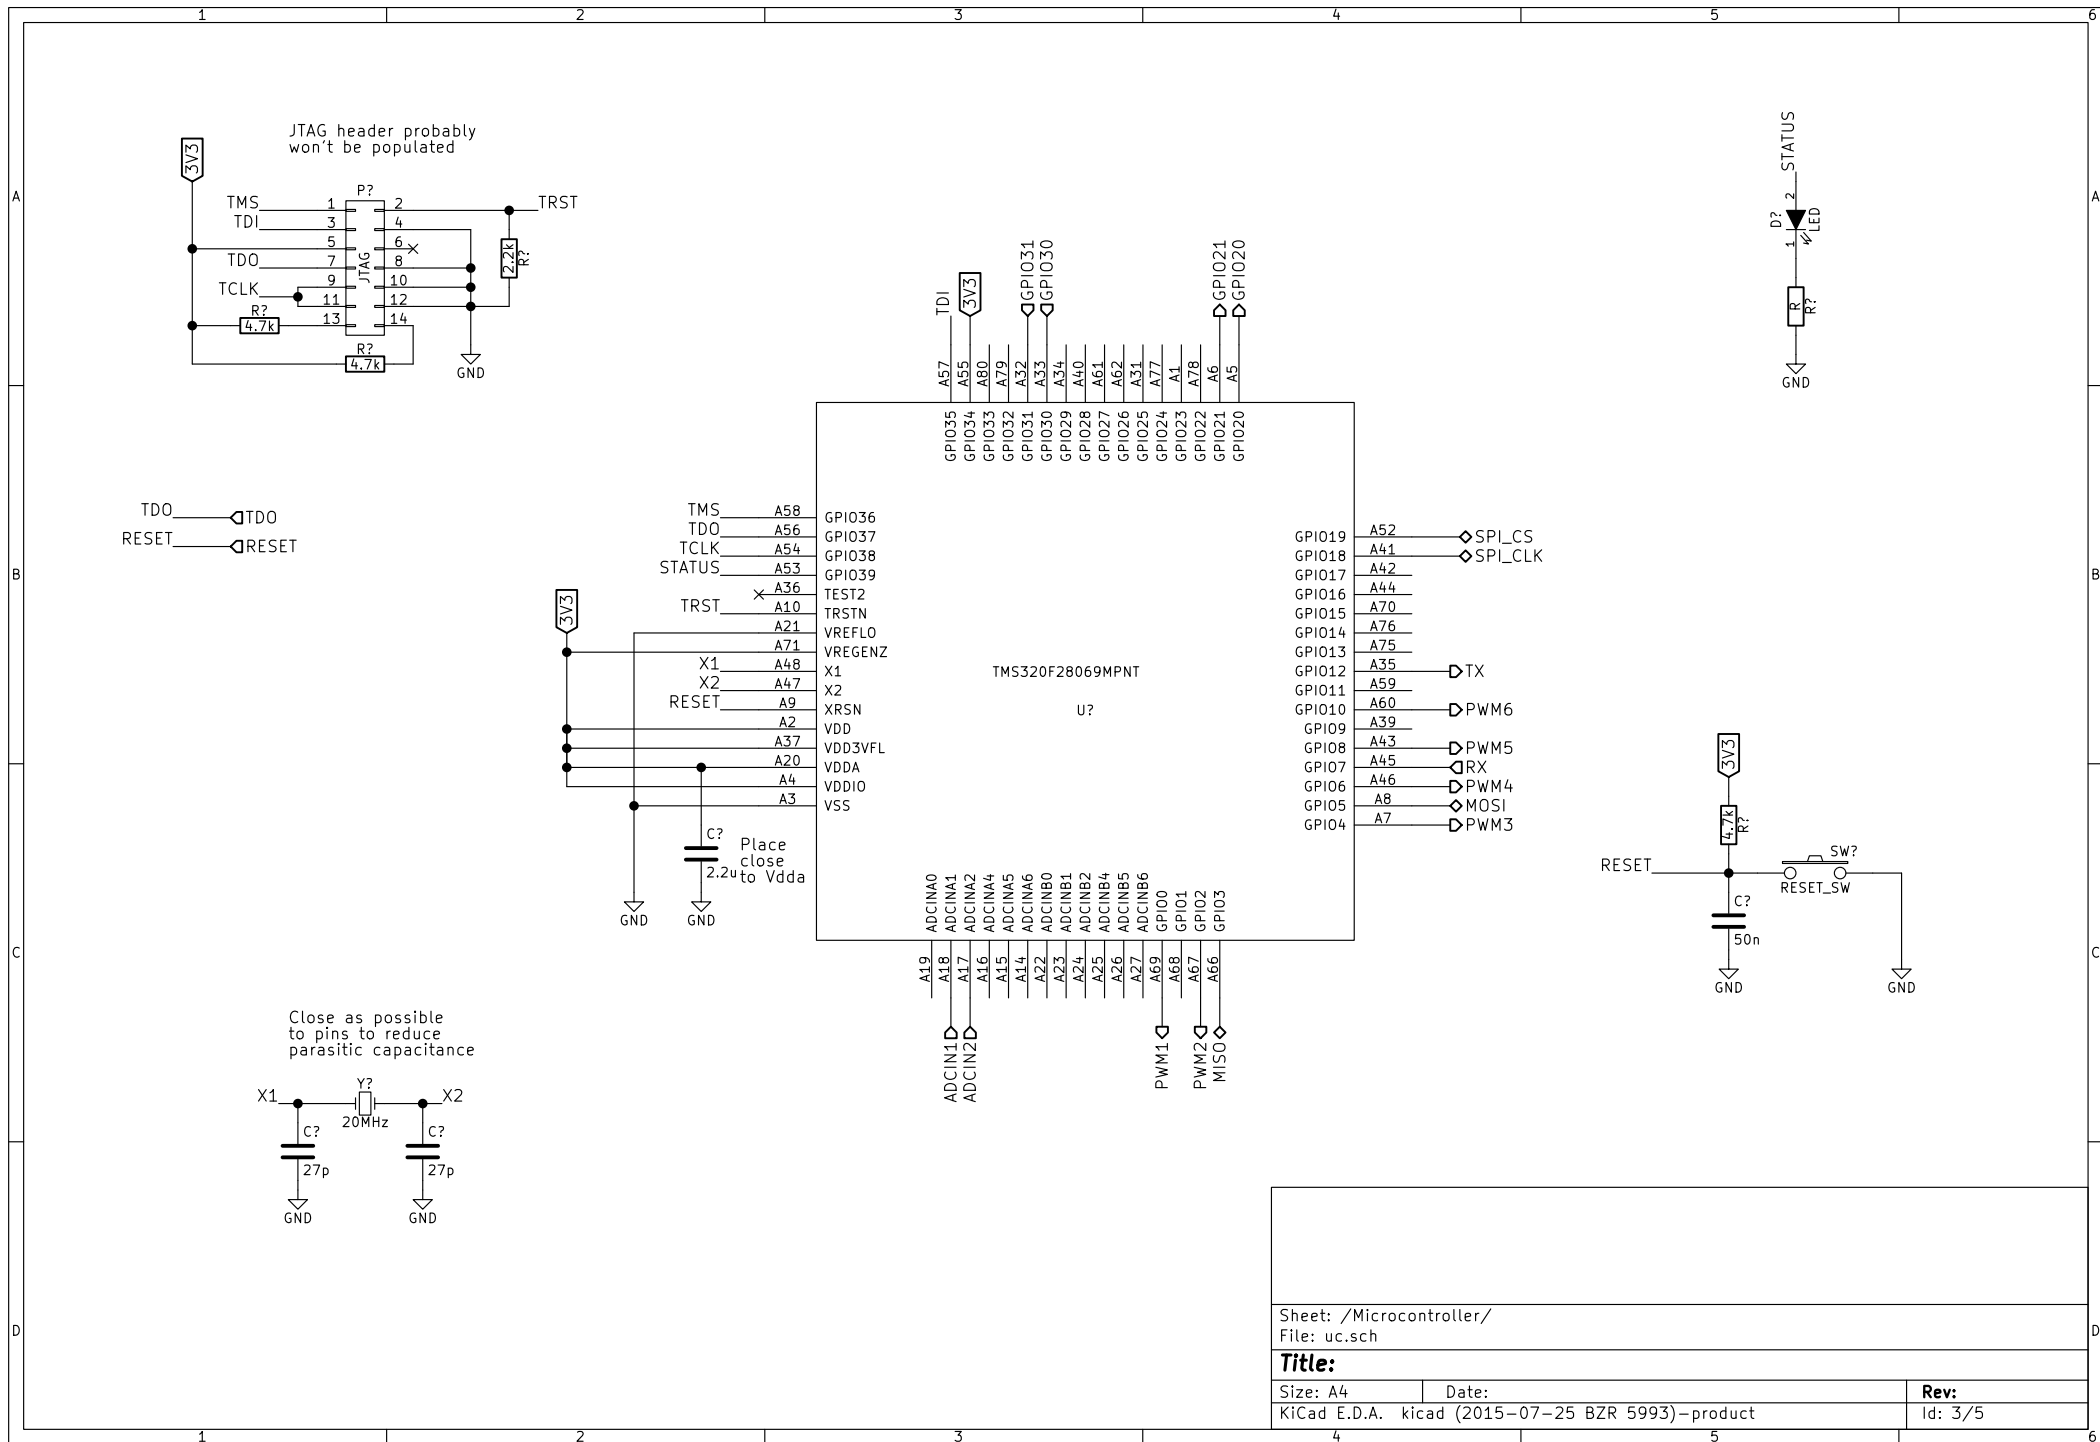 1 2 3 4 5 6
A
B
C
D
A
B
C
D
1 2 3 4 5 6
JTAG header probably
won't be populated
3V3
P?
JTAG
TMS 1 2 TRST
TDI 3 4
5 6
TDO 7 8
TCLK 9 10
11 12
13 14
R?
4.7k
R?
4.7k
2.2k
R?
GND
STATUS
2
D?
LED
1
R
R?
GND
TDO TDO
RESET RESET
TDI
3V3
GPIO31
GPIO30
GPIO21
GPIO20
A57 A55 A80 A79 A32 A33 A34 A40 A61 A62 A31 A77 A1 A78 A6 A5
GPIO35 GPIO34 GPIO33 GPIO32 GPIO31 GPIO30 GPIO29 GPIO28 GPIO27 GPIO26 GPIO25 GPIO24 GPIO23 GPIO22 GPIO21 GPIO20
TMS A58 GPIO36
TDO A56 GPIO37
TCLK A54 GPIO38
STATUS A53 GPIO39
A36 TEST2
TRST A10 TRSTN
A21 VREFLO
A71 VREGENZ
X1 A48 X1
X2 A47 X2
RESET A9 XRSN
A2 VDD
A37 VDD3VFL
A20 VDDA
A4 VDDIO
A3 VSS
3V3
C?
2.2u
Place
close
to Vdda
GND
GND
TMS320F28069MPNT
U?
GPIO19 A52 SPI_CS
GPIO18 A41 SPI_CLK
GPIO17 A42
GPIO16 A44
GPIO15 A70
GPIO14 A76
GPIO13 A75
GPIO12 A35 TX
GPIO11 A59
GPIO10 A60 PWM6
GPIO9 A39
GPIO8 A43 PWM5
GPIO7 A45 RX
GPIO6 A46 PWM4
GPIO5 A8 MOSI
GPIO4 A7 PWM3
ADCINA0 ADCINA1 ADCINA2 ADCINA4 ADCINA5 ADCINA6 ADCINB0 ADCINB1 ADCINB2 ADCINB4 ADCINB5 ADCINB6 GPIO0 GPIO1 GPIO2 GPIO3
A19 A18 A17 A16 A15 A14 A22 A23 A24 A25 A26 A27 A69 A68 A67 A66
ADCIN1
ADCIN2
PWM1
PWM2
MISO
3V3
4.7k
R?
RESET
SW?
RESET_SW
C?
50n
GND
GND
Close as possible
to pins to reduce
parasitic capacitance
X1 Y? X2
20MHz
C?
27p
C?
27p
GND
GND
Sheet: /Microcontroller/
File: uc.sch
Title:
Size: A4 Date: Rev:
KiCad E.D.A. kicad (2015-07-25 BZR 5993)-product Id: 3/5